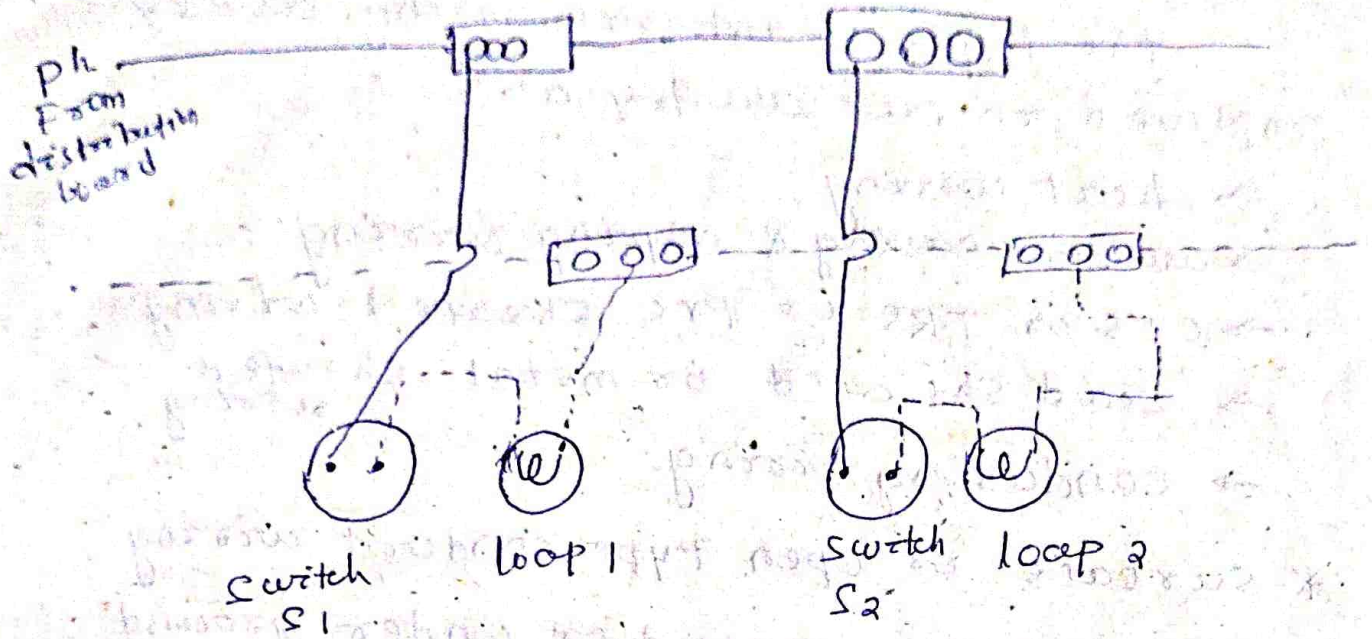 ph
From
distribution
board
switch
S1
loop 1
switch
S2
loop 2